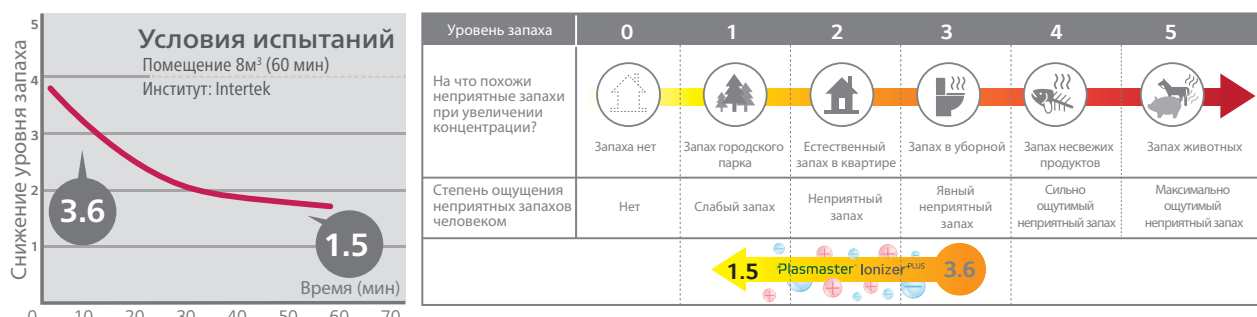 Условия испытаний
Помещение 8м³ (60 мин)
Институт: Intertek
Снижение уровня запаха
5
4
3
2
1
3.6
1.5
Время (мин)
0 10 20 30 40 50 60 70
Уровень запаха 0 1 2 3 4 5
На что похожи
неприятные запахи
при увеличении
концентрации?
Запаха нет
Запах городского
парка
Естественный
запах в квартире
Запах в уборной
Запах несвежих
продуктов
Запах животных
Степень ощущения
неприятных запахов
человеком
Нет
Слабый запах
Неприятный
запах
Явный
неприятный
запах
Сильно
ощутимый
неприятный запах
Максимально
ощутимый
неприятный запах
1.5 Plasmaster Ionizer+PLUS 3.6